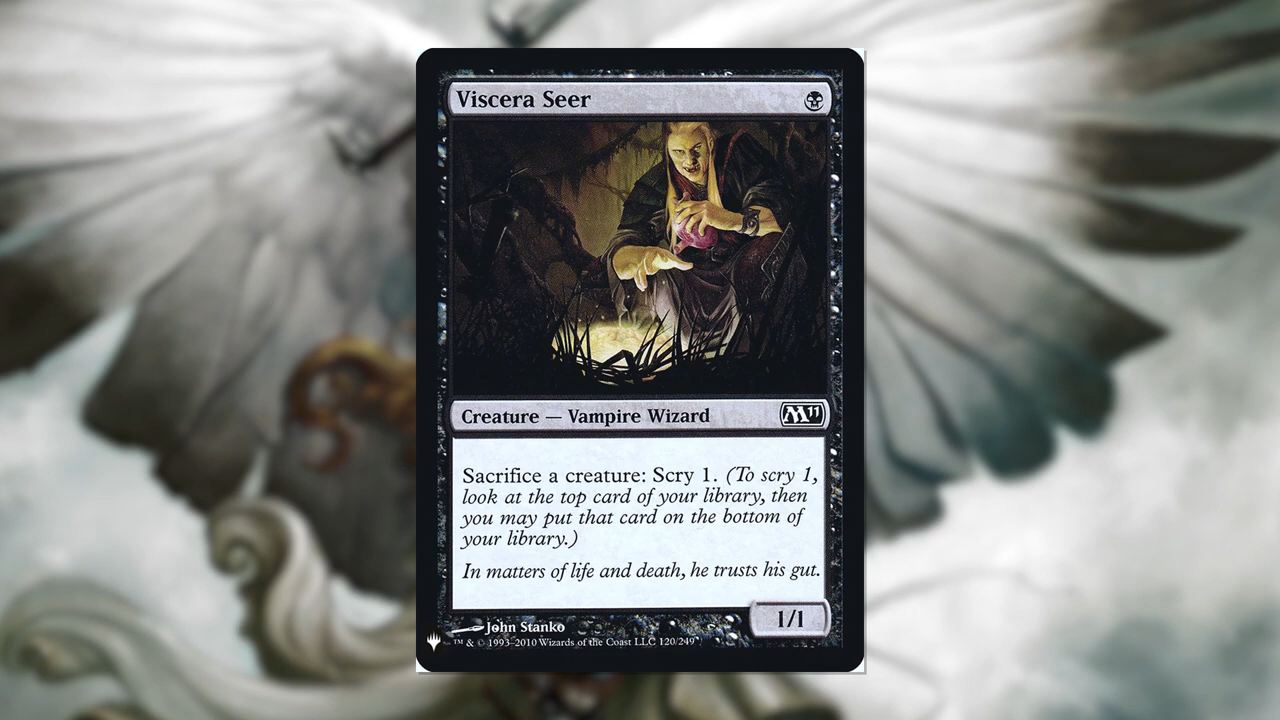 Viscera Seer
Creature — Vampire Wizard
M11
Sacrifice a creature: Scry 1. (To scry 1,
look at the top card of your library, then
you may put that card on the bottom of
your library.)
In matters of life and death, he trusts his gut.
1/1
John Stanko
™ & © 1993–2010 Wizards of the Coast LLC 120/249